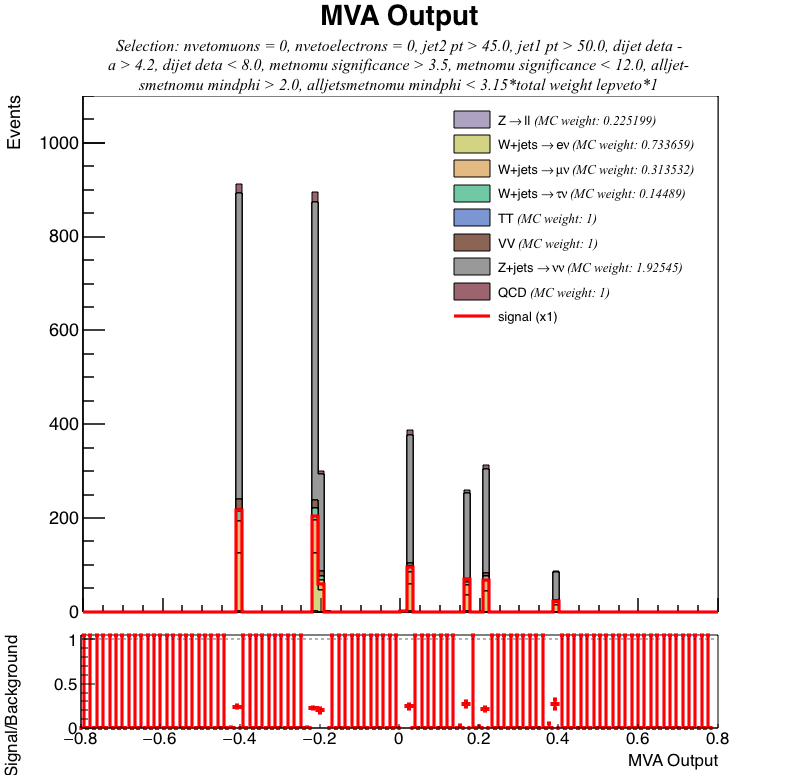 MVA Output
Selection: nvetomuons = 0, nvetoelectrons = 0, jet2 pt > 45.0, jet1 pt > 50.0, dijet deta -
a > 4.2, dijet deta < 8.0, metnomu significance > 3.5, metnomu significance < 12.0, alljet-
smetnomu mindphi > 2.0, alljetsmetnomu mindphi < 3.15*total weight lepveto*1
Events
1000
800
600
400
200
0
Z→ll (MC weight: 0.225199)
W+jets→eν (MC weight: 0.733659)
W+jets→μν (MC weight: 0.313532)
W+jets→τν (MC weight: 0.14489)
TT (MC weight: 1)
VV (MC weight: 1)
Z+jets→νν (MC weight: 1.92545)
QCD (MC weight: 1)
signal (x1)
Signal/Background
1
0.5
0
−0.8 −0.6 −0.4 −0.2 0 0.2 0.4 0.6 0.8
MVA Output